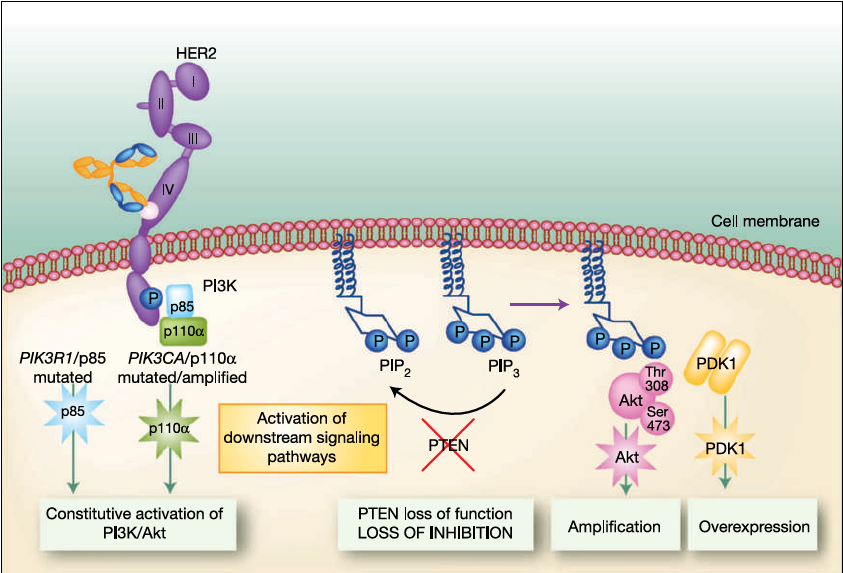 HER2
I
II
III
IV
Cell membrane
P
PI3K
p85
p110α
PIK3R1/p85
mutated
PIK3CA/p110α
mutated/amplified
p85
p110α
Constitutive activation of
PI3K/Akt
Activation of
downstream signaling
pathways
P P
PIP2
P P P
PIP3
PTEN
PTEN loss of function
LOSS OF INHIBITION
P P P
Akt
Thr
308
Ser
473
Akt
Amplification
PDK1
PDK1
Overexpression